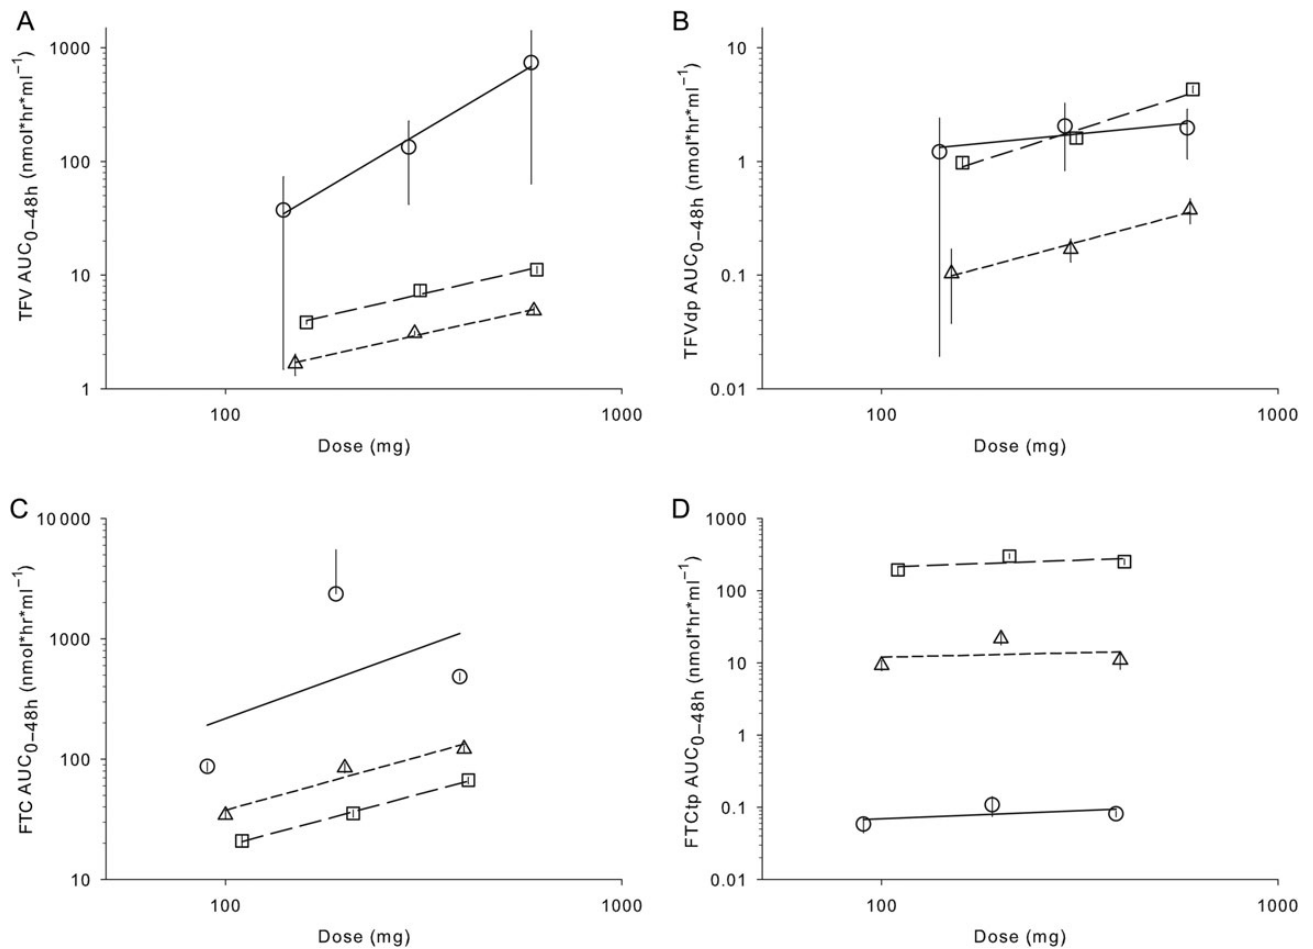 A
TFV AUC0–48h (nmol*hr*ml−1)
1000
100
10
1
100
1000
Dose (mg)
B
TFVdp AUC0–48h (nmol*hr*ml−1)
10
1
0.1
0.01
100
1000
Dose (mg)
C
FTC AUC0–48h (nmol*hr*ml−1)
10 000
1000
100
10
100
1000
Dose (mg)
D
FTCtp AUC0–48h (nmol*hr*ml−1)
1000
100
10
1
0.1
0.01
100
1000
Dose (mg)